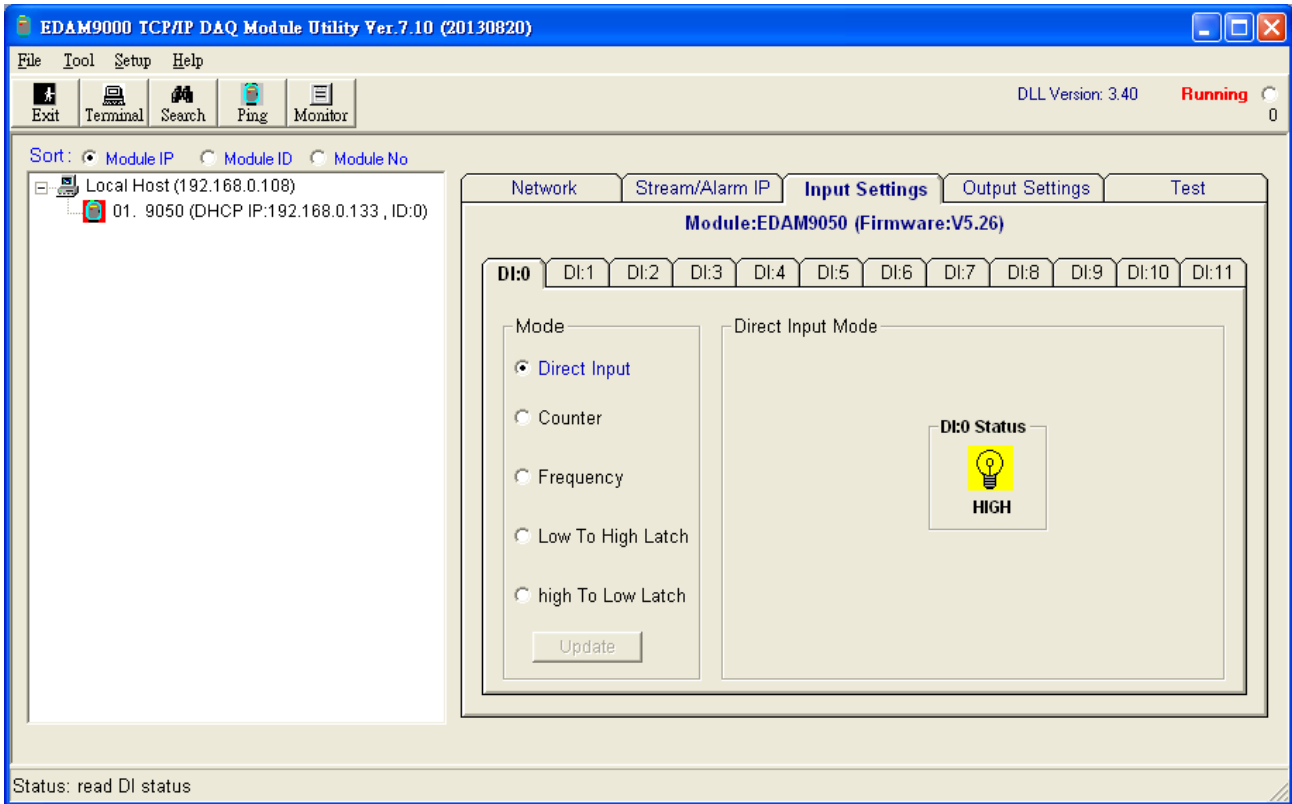 EDAM9000 TCP/IP DAQ Module Utility Ver.7.10 (20130820)
File Tool Setup Help
Exit Terminal Search Ping Monitor
DLL Version: 3.40 Running
0
Sort: Module IP Module ID Module No
Local Host (192.168.0.108)
01. 9050 (DHCP IP:192.168.0.133 , ID:0)
Network Stream/Alarm IP Input Settings Output Settings Test
Module:EDAM9050 (Firmware:V5.26)
DI:0 DI:1 DI:2 DI:3 DI:4 DI:5 DI:6 DI:7 DI:8 DI:9 DI:10 DI:11
Mode
Direct Input
Counter
Frequency
Low To High Latch
high To Low Latch
Update
Direct Input Mode
DI:0 Status
HIGH
Status: read DI status